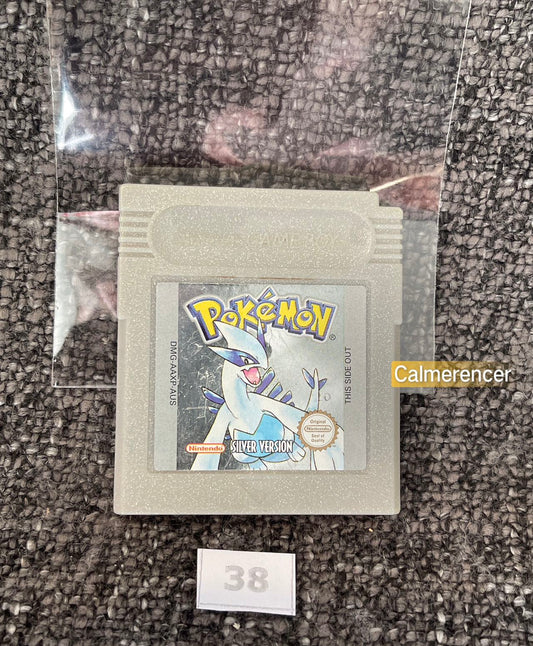 Nintendo GAME BOY
POKéMON
DMG-AAXP-AUS
THIS SIDE OUT
Calmerencer
Original
Nintendo
Seal of
Quality
Nintendo
SILVER VERSION
38